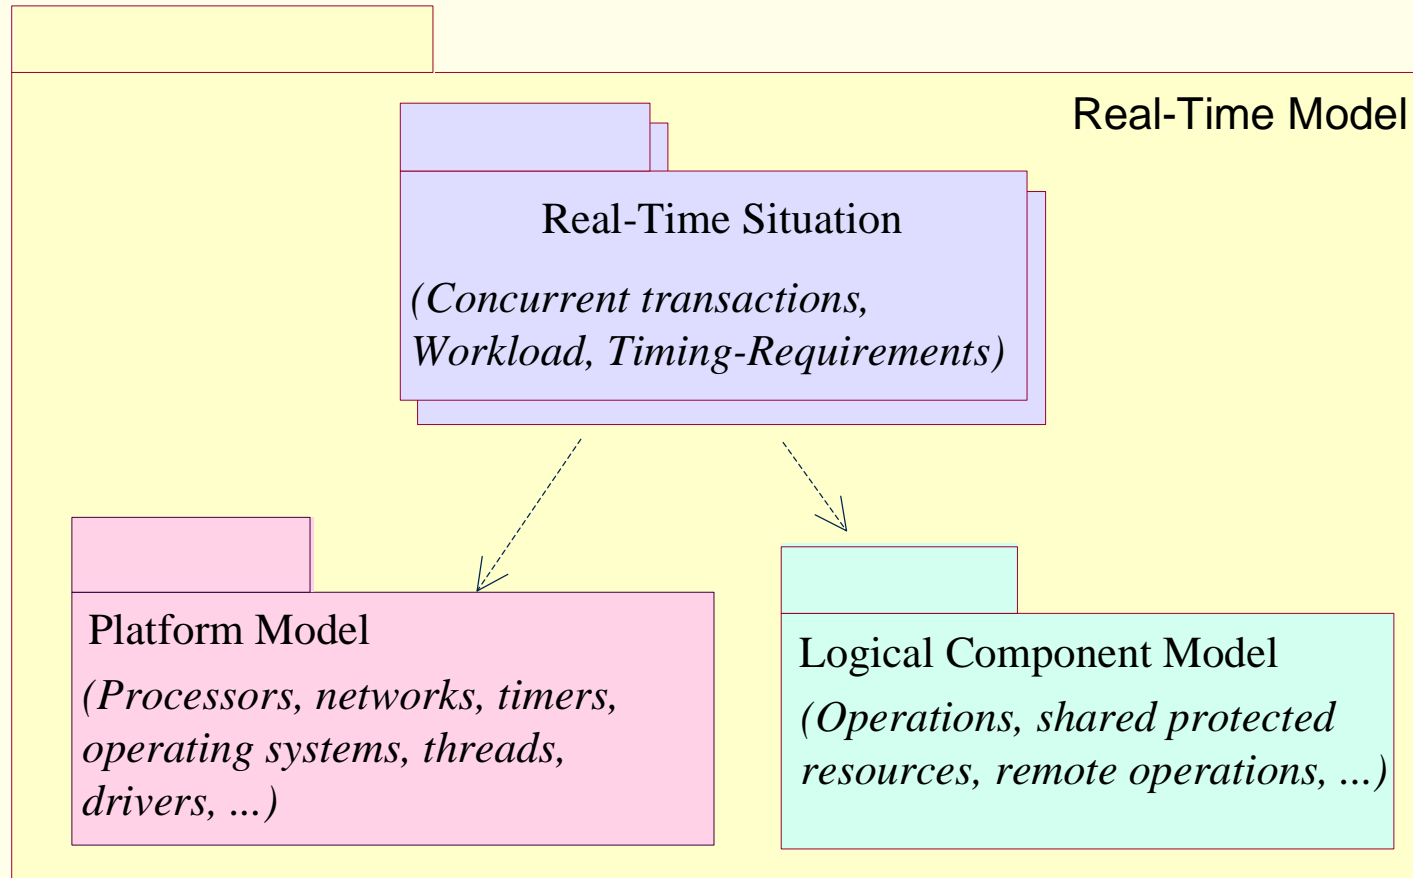 Real-Time Model
Real-Time Situation
(Concurrent transactions,
Workload, Timing-Requirements)
Platform Model
(Processors, networks, timers,
operating systems, threads,
drivers, ...)
Logical Component Model
(Operations, shared protected
resources, remote operations, ...)